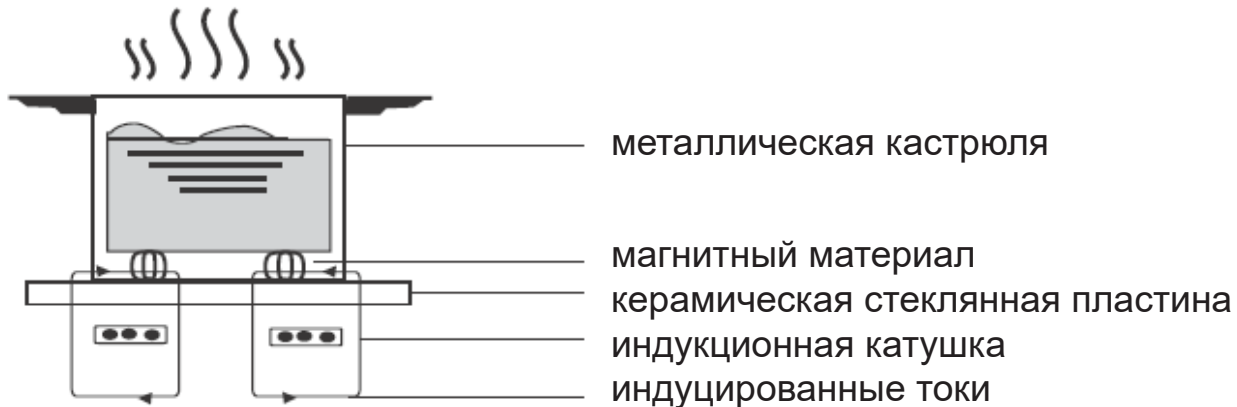 металлическая кастрюля
магнитный материал
керамическая стеклянная пластина
индукционная катушка
индуцированные токи